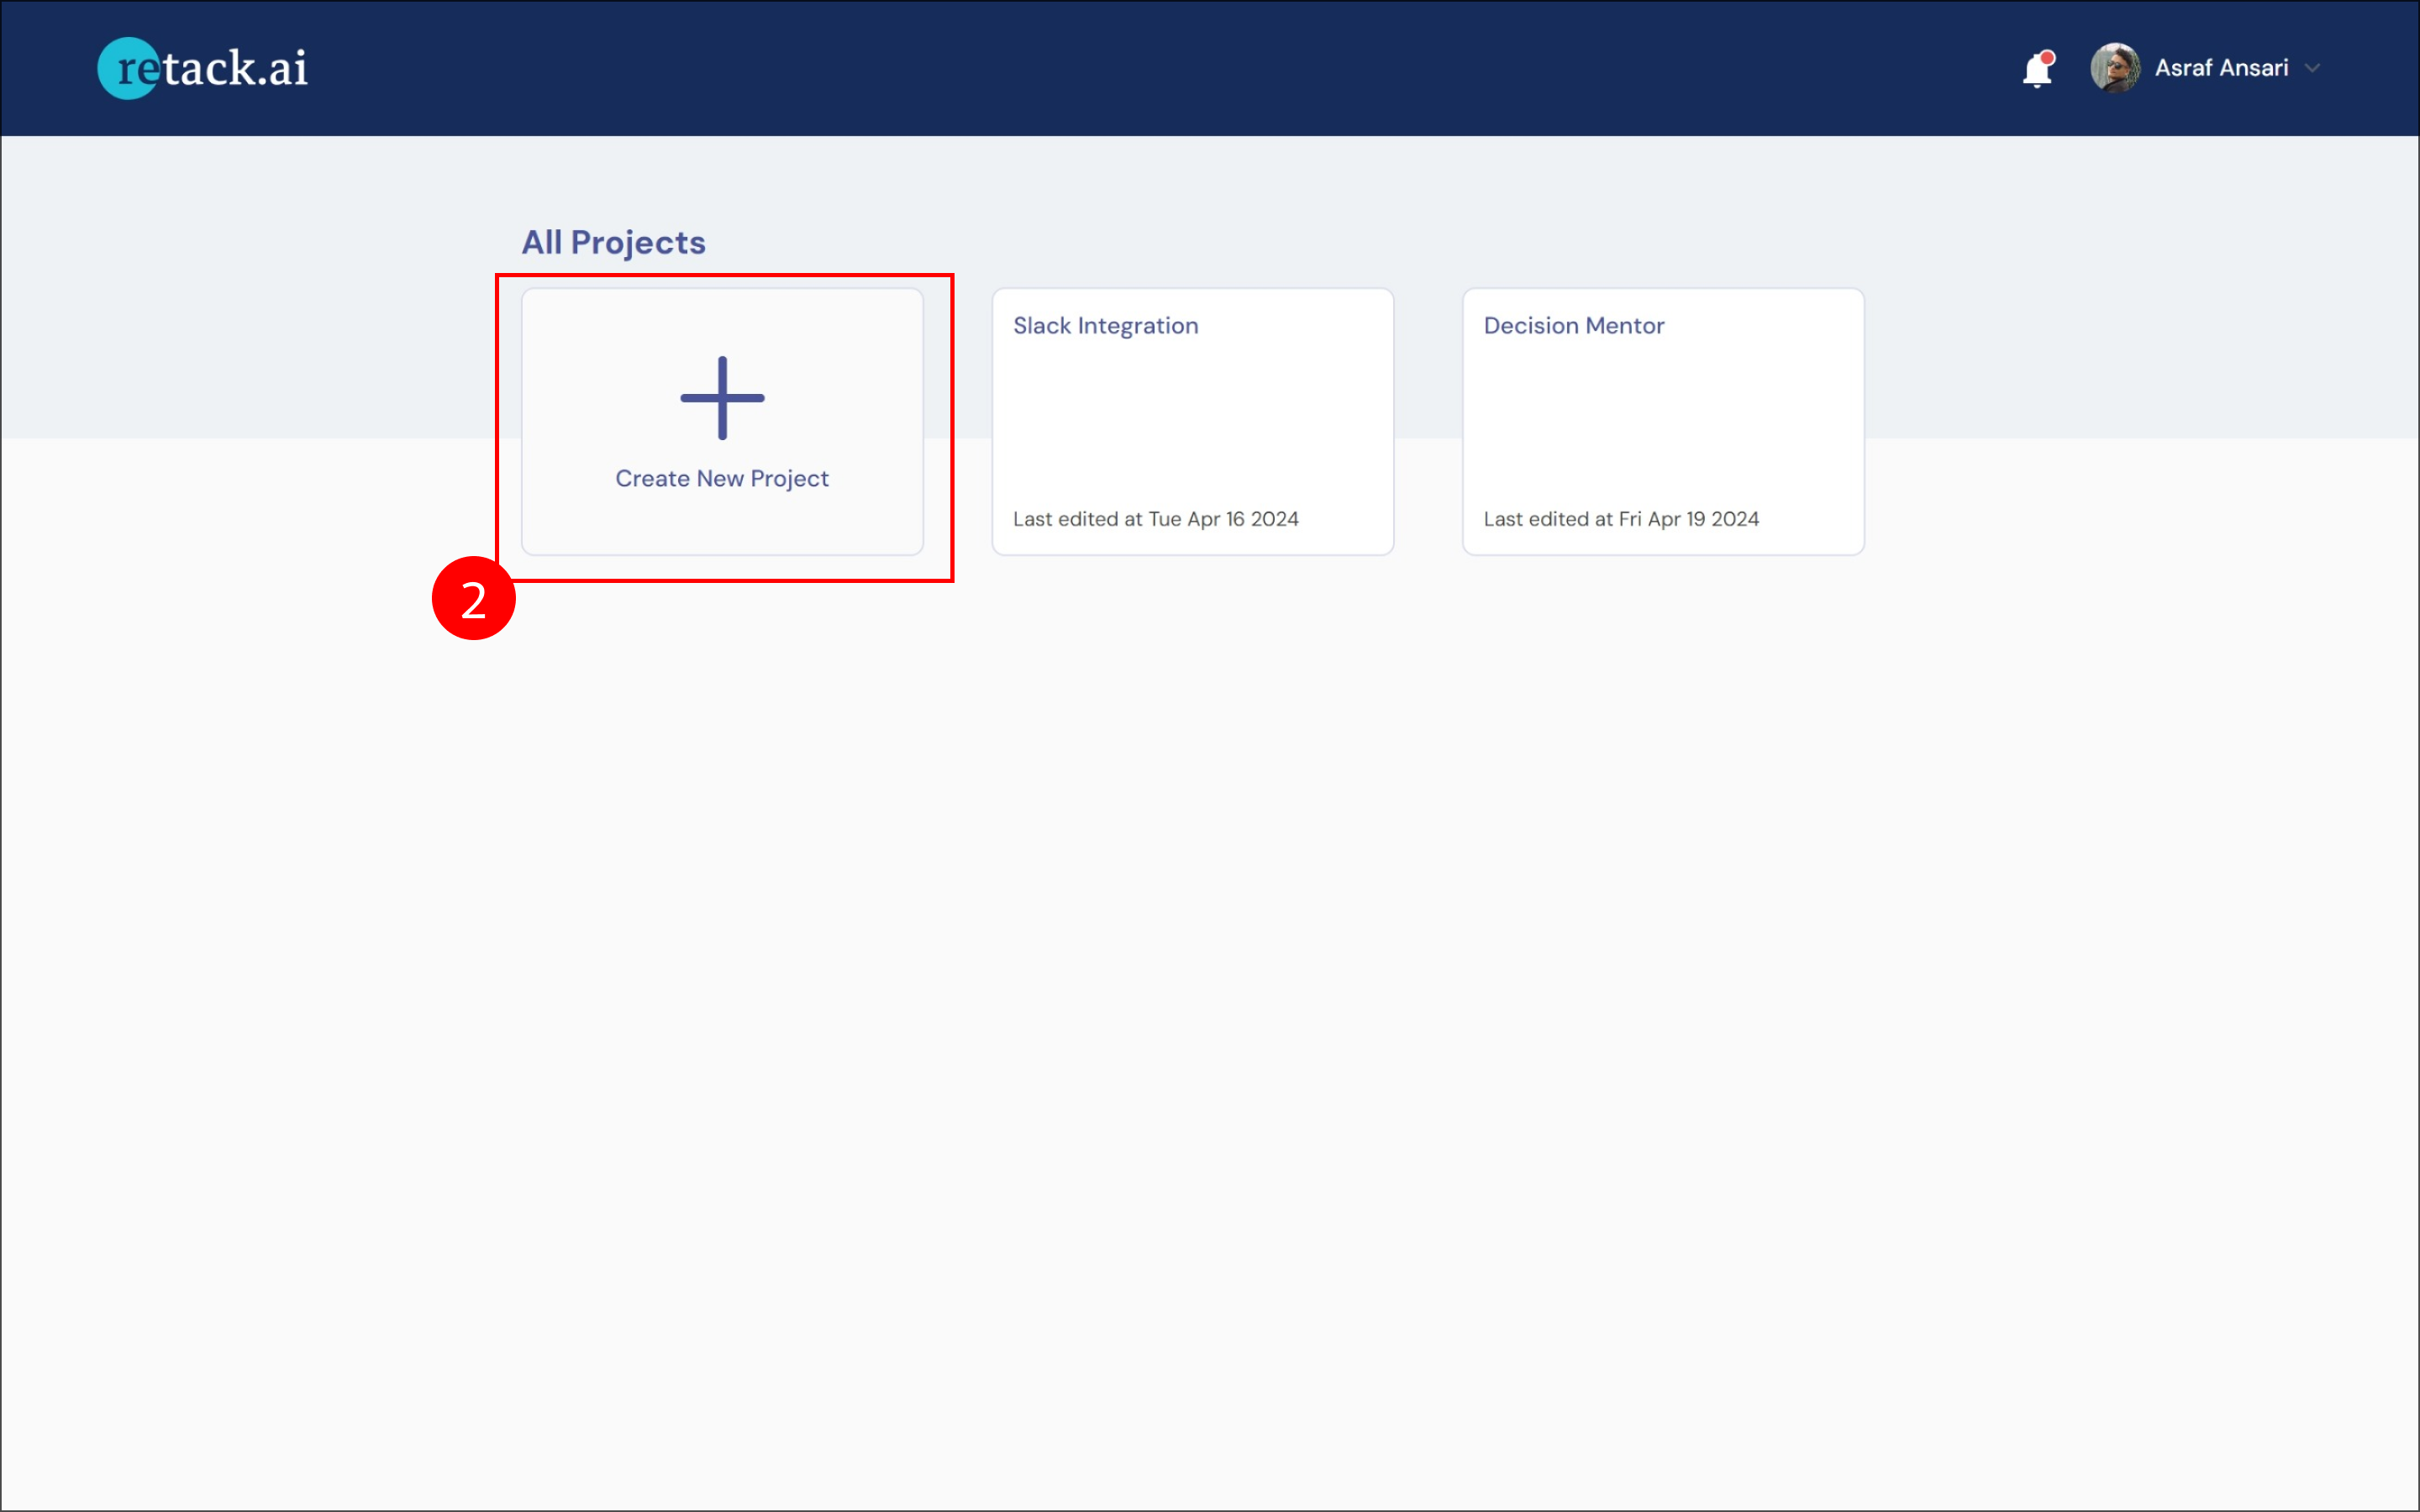 retack.ai
Asraf Ansari
All Projects
Create New Project
Slack Integration
Last edited at Tue Apr 16 2024
Decision Mentor
Last edited at Fri Apr 19 2024
2